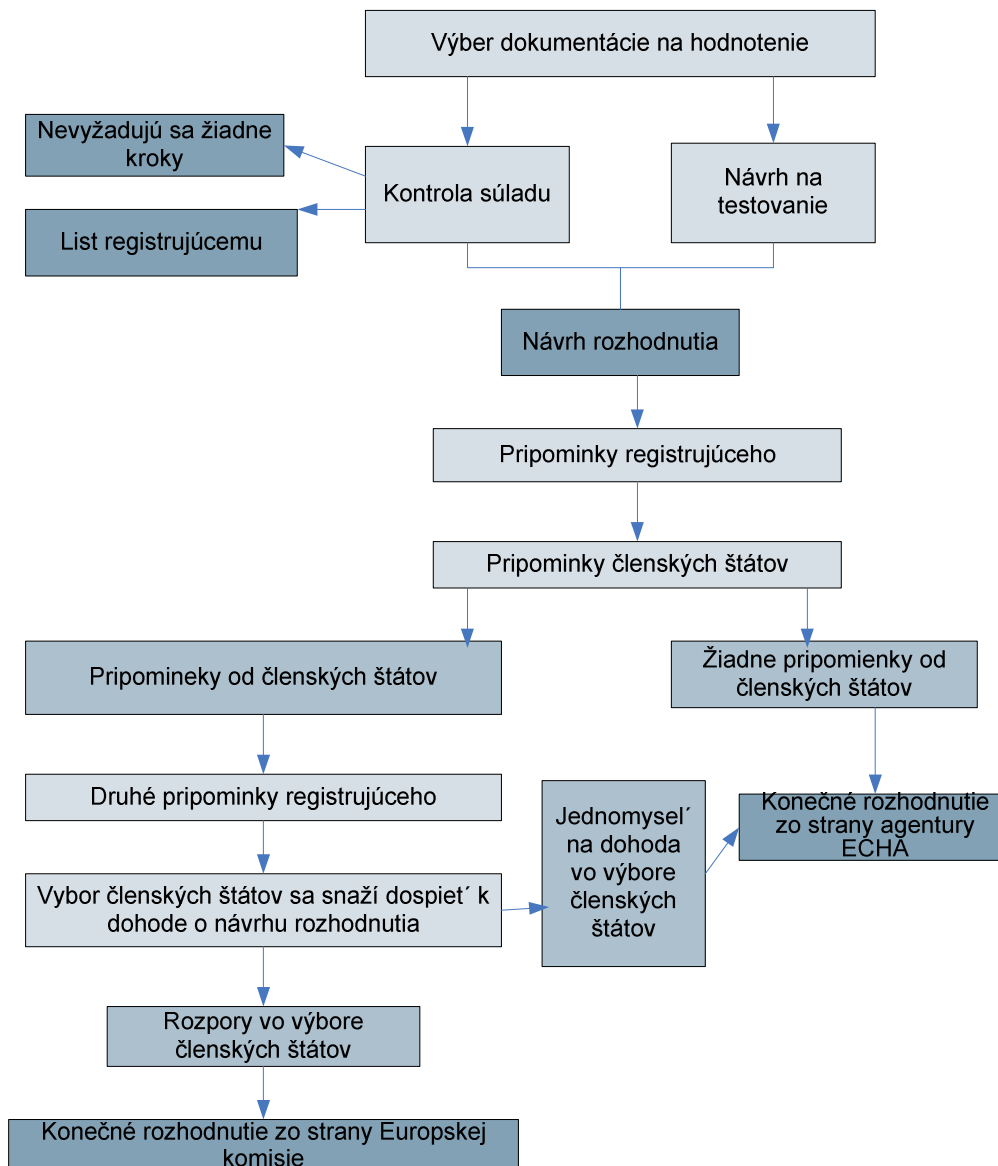 Výber dokumentácie na hodnotenie
Nevyžadujú sa žiadne
kroky
Kontrola súladu
Návrh na
testovanie
List registrujúcemu
Návrh rozhodnutia
Pripominky registrujúceho
Pripominky členských štátov
Pripomineky od členských štátov
Žiadne pripomienky od
členských štátov
Druhé pripominky registrujúceho
Jednomysel´
na dohoda
vo výbore
členských
štátov
Konečné rozhodnutie
zo strany agentury
ECHA
Vybor členských štátov sa snaží dospiet´ k
dohode o návrhu rozhodnutia
Rozpory vo výbore
členských štátov
Konečné rozhodnutie zo strany Europskej
komisie